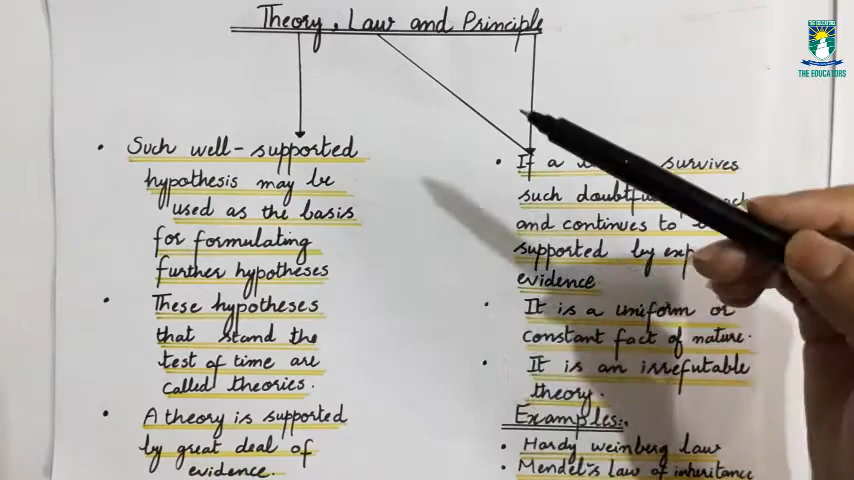 Theory, Law and Principle
THE EDUCATORS
• Such well-supported
hypothesis may be
used as the basis
for formulating
further hypotheses
• These hypotheses
that stand the
test of time are
called theories.
• A theory is supported
by great deal of
evidence.
• If a survives
such doubtful
and continues to
supported by
evidence
• It is a uniform or
constant fact of nature.
• It is an irrefutable
theory.
Examples:.
• Hardy weinberg law
• Mendel's law of inheritance